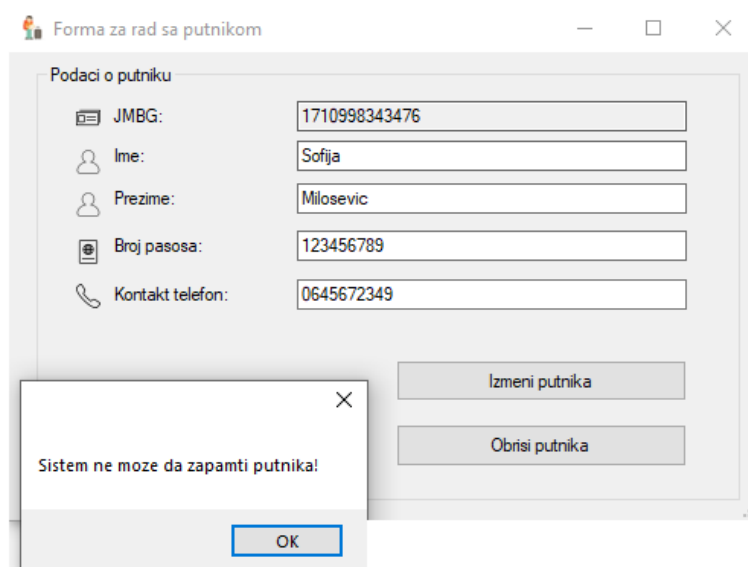 Forma za rad sa putnikom
Podaci o putniku
JMBG: 1710998343476
Ime: Sofija
Prezime: Milosevic
Broj pasosa: 123456789
Kontakt telefon: 0645672349
Izmeni putnika
Obrisi putnika
Sistem ne moze da zapamti putnika!
OK